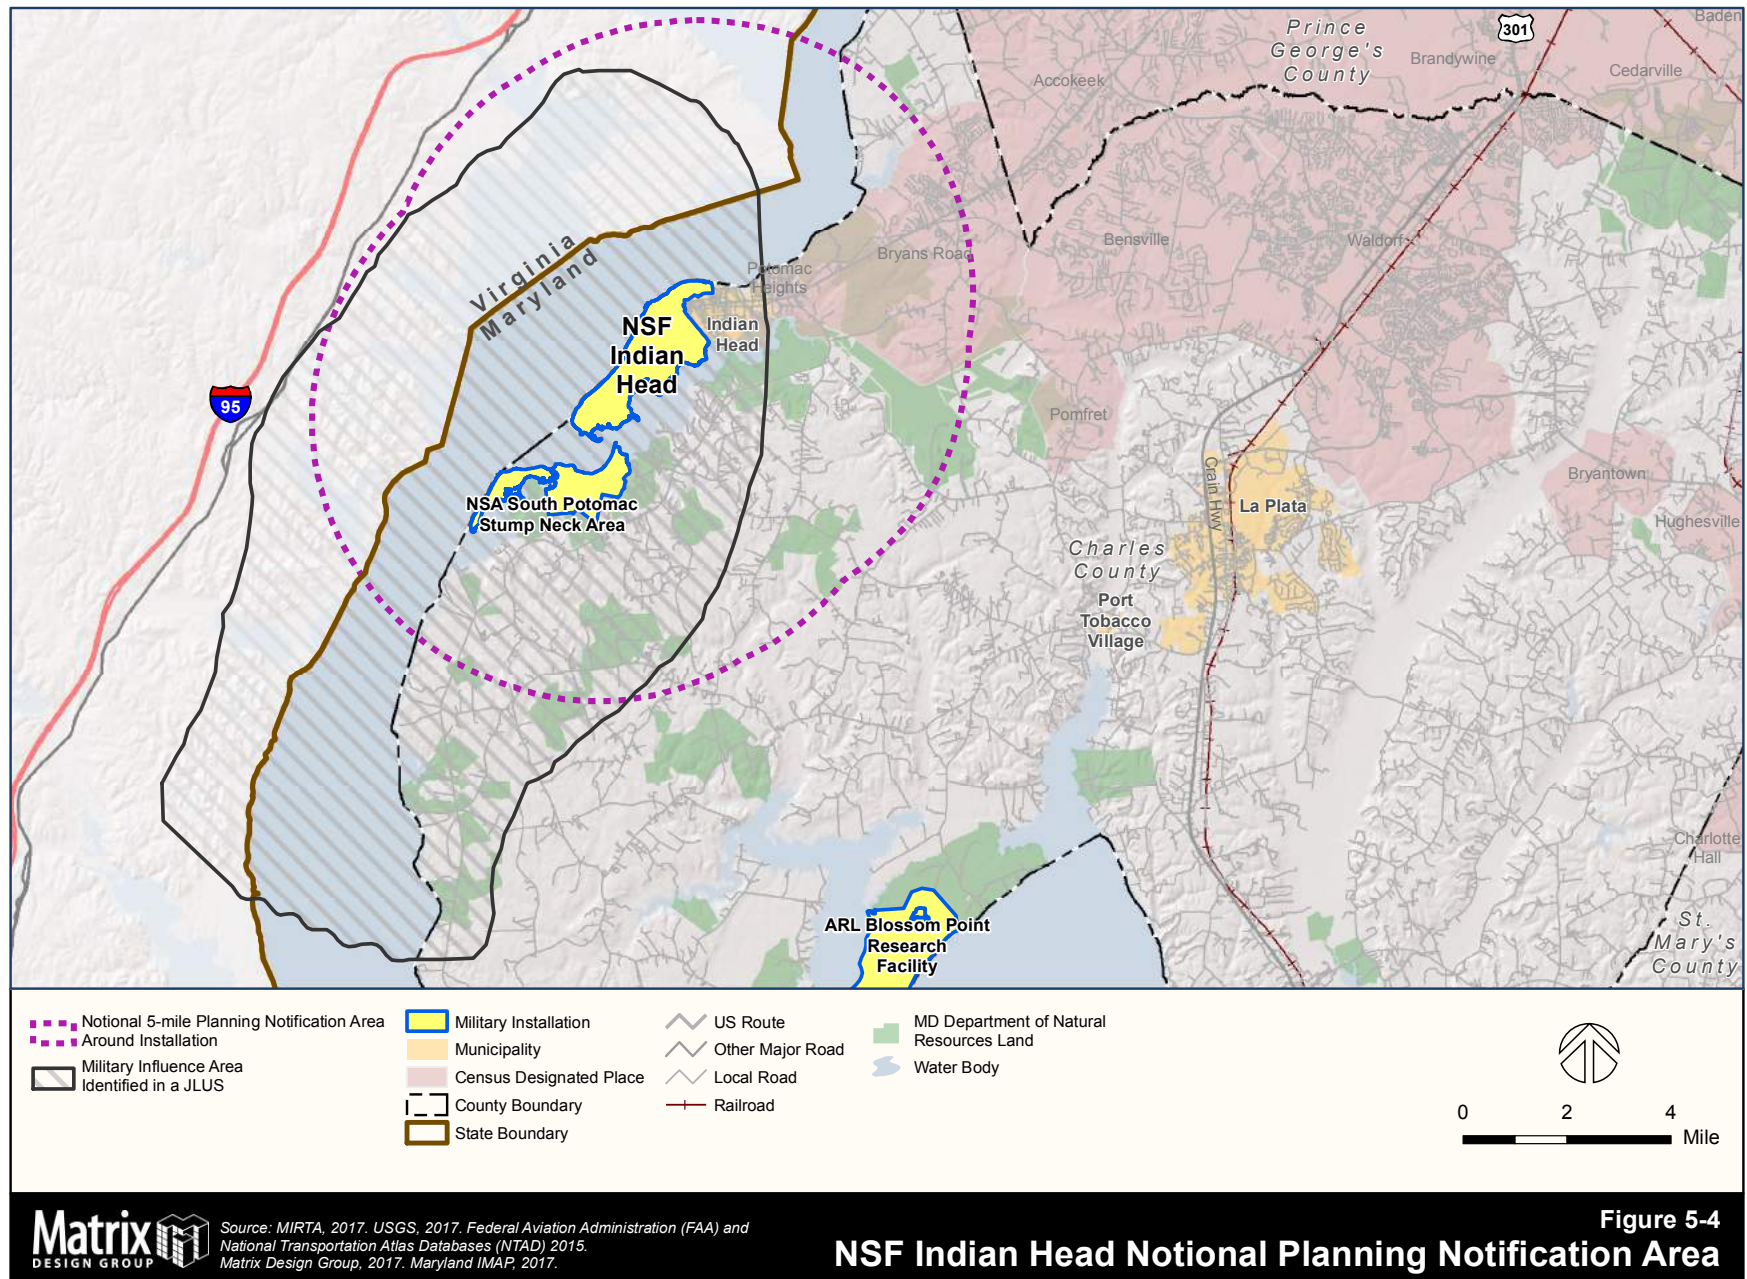 Prince
George's
County
301
Baden
Brandywine
Cedarville
Accokeek
Virginia
Maryland
Bryans Road
Bensville
Waldorf
Potomac
Heights
NSF
Indian
Head
Indian
Head
95
Pomfret
Bryantown
NSA South Potomac
Stump Neck Area
Crain Hwy
La Plata
Hughesville
Charles
County
Port
Tobacco
Village
Charlotte
Hall
ARL Blossom Point
Research
Facility
St.
Mary's
County
Notional 5-mile Planning Notification Area
Around Installation
Military Influence Area
Identified in a JLUS
Military Installation
Municipality
Census Designated Place
County Boundary
State Boundary
US Route
Other Major Road
Local Road
Railroad
MD Department of Natural
Resources Land
Water Body
0 2 4
Mile
Matrix
DESIGN GROUP
Source: MIRTA, 2017. USGS, 2017. Federal Aviation Administration (FAA) and
National Transportation Atlas Databases (NTAD) 2015.
Matrix Design Group, 2017. Maryland IMAP, 2017.
Figure 5-4
NSF Indian Head Notional Planning Notification Area